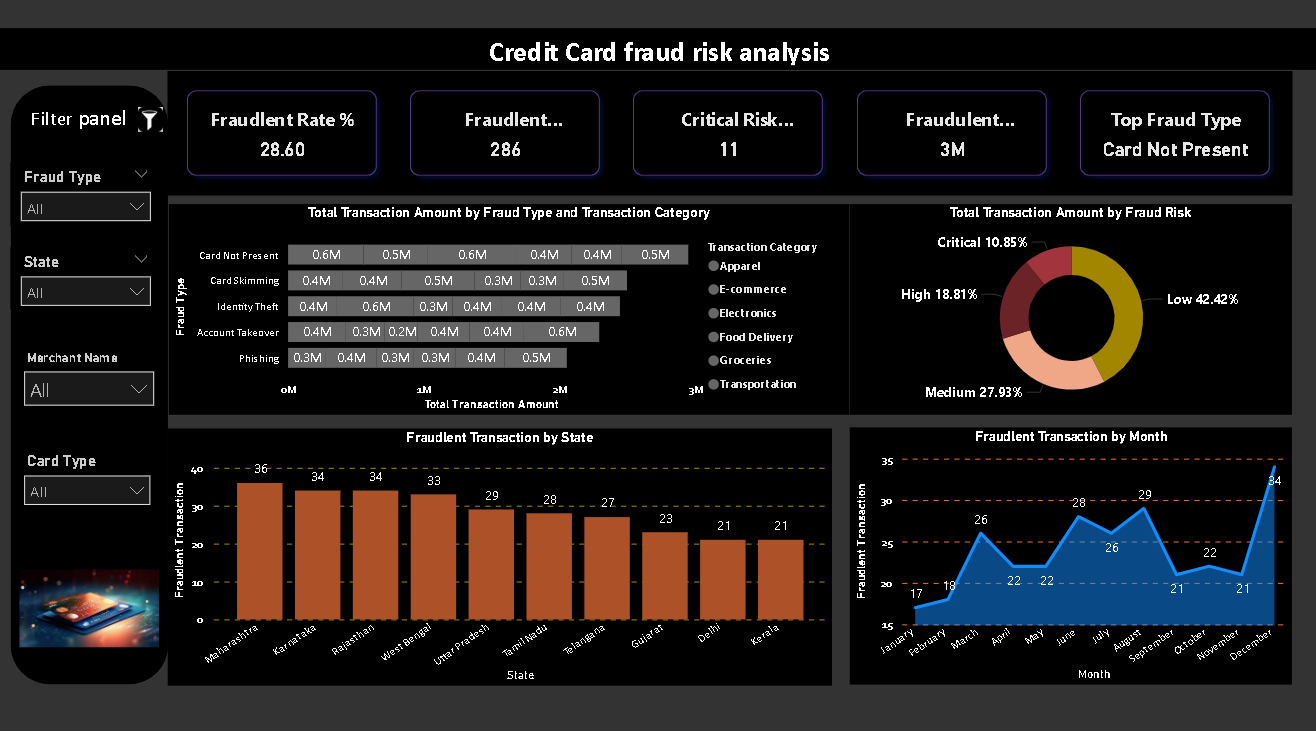 Credit Card fraud risk analysis
Filter panel
Fraud Type
All
State
All
Merchant Name
All
Card Type
All
Fraudlent Rate %
28.60
Fraudlent...
286
Critical Risk...
11
Fraudulent...
3M
Top Fraud Type
Card Not Present
Total Transaction Amount by Fraud Type and Transaction Category
Fraud Type
Card Not Present 0.6M 0.5M 0.6M 0.4M 0.4M 0.5M
Card Skimming 0.4M 0.4M 0.5M 0.3M 0.3M 0.5M
Identity Theft 0.4M 0.6M 0.3M 0.4M 0.4M 0.4M
Account Takeover 0.4M 0.3M 0.2M 0.4M 0.4M 0.6M
Phishing 0.3M 0.4M 0.3M 0.3M 0.4M 0.5M
0M 1M 2M 3M
Total Transaction Amount
Transaction Category
Apparel
E-commerce
Electronics
Food Delivery
Groceries
Transportation
Total Transaction Amount by Fraud Risk
Critical 10.85%
High 18.81%
Low 42.42%
Medium 27.93%
Fraudlent Transaction by State
Fraudlent Transaction
40
30
20
10
0
36 34 34 33 29 28 27 23 21 21
Maharashtra Karnataka Rajasthan West Bengal Uttar Pradesh Tamil Nadu Telangana Gujarat Delhi Kerala
State
Fraudlent Transaction by Month
Fraudlent Transaction
35
30
25
20
15
17 18 26 22 22 28 26 29 21 22 21 34
January February March April May June July August September October November December
Month